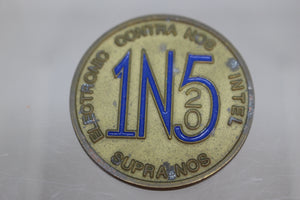 ELECTRONIC CONTRA NOS INTEL
1N5
20
SUPRA NOS